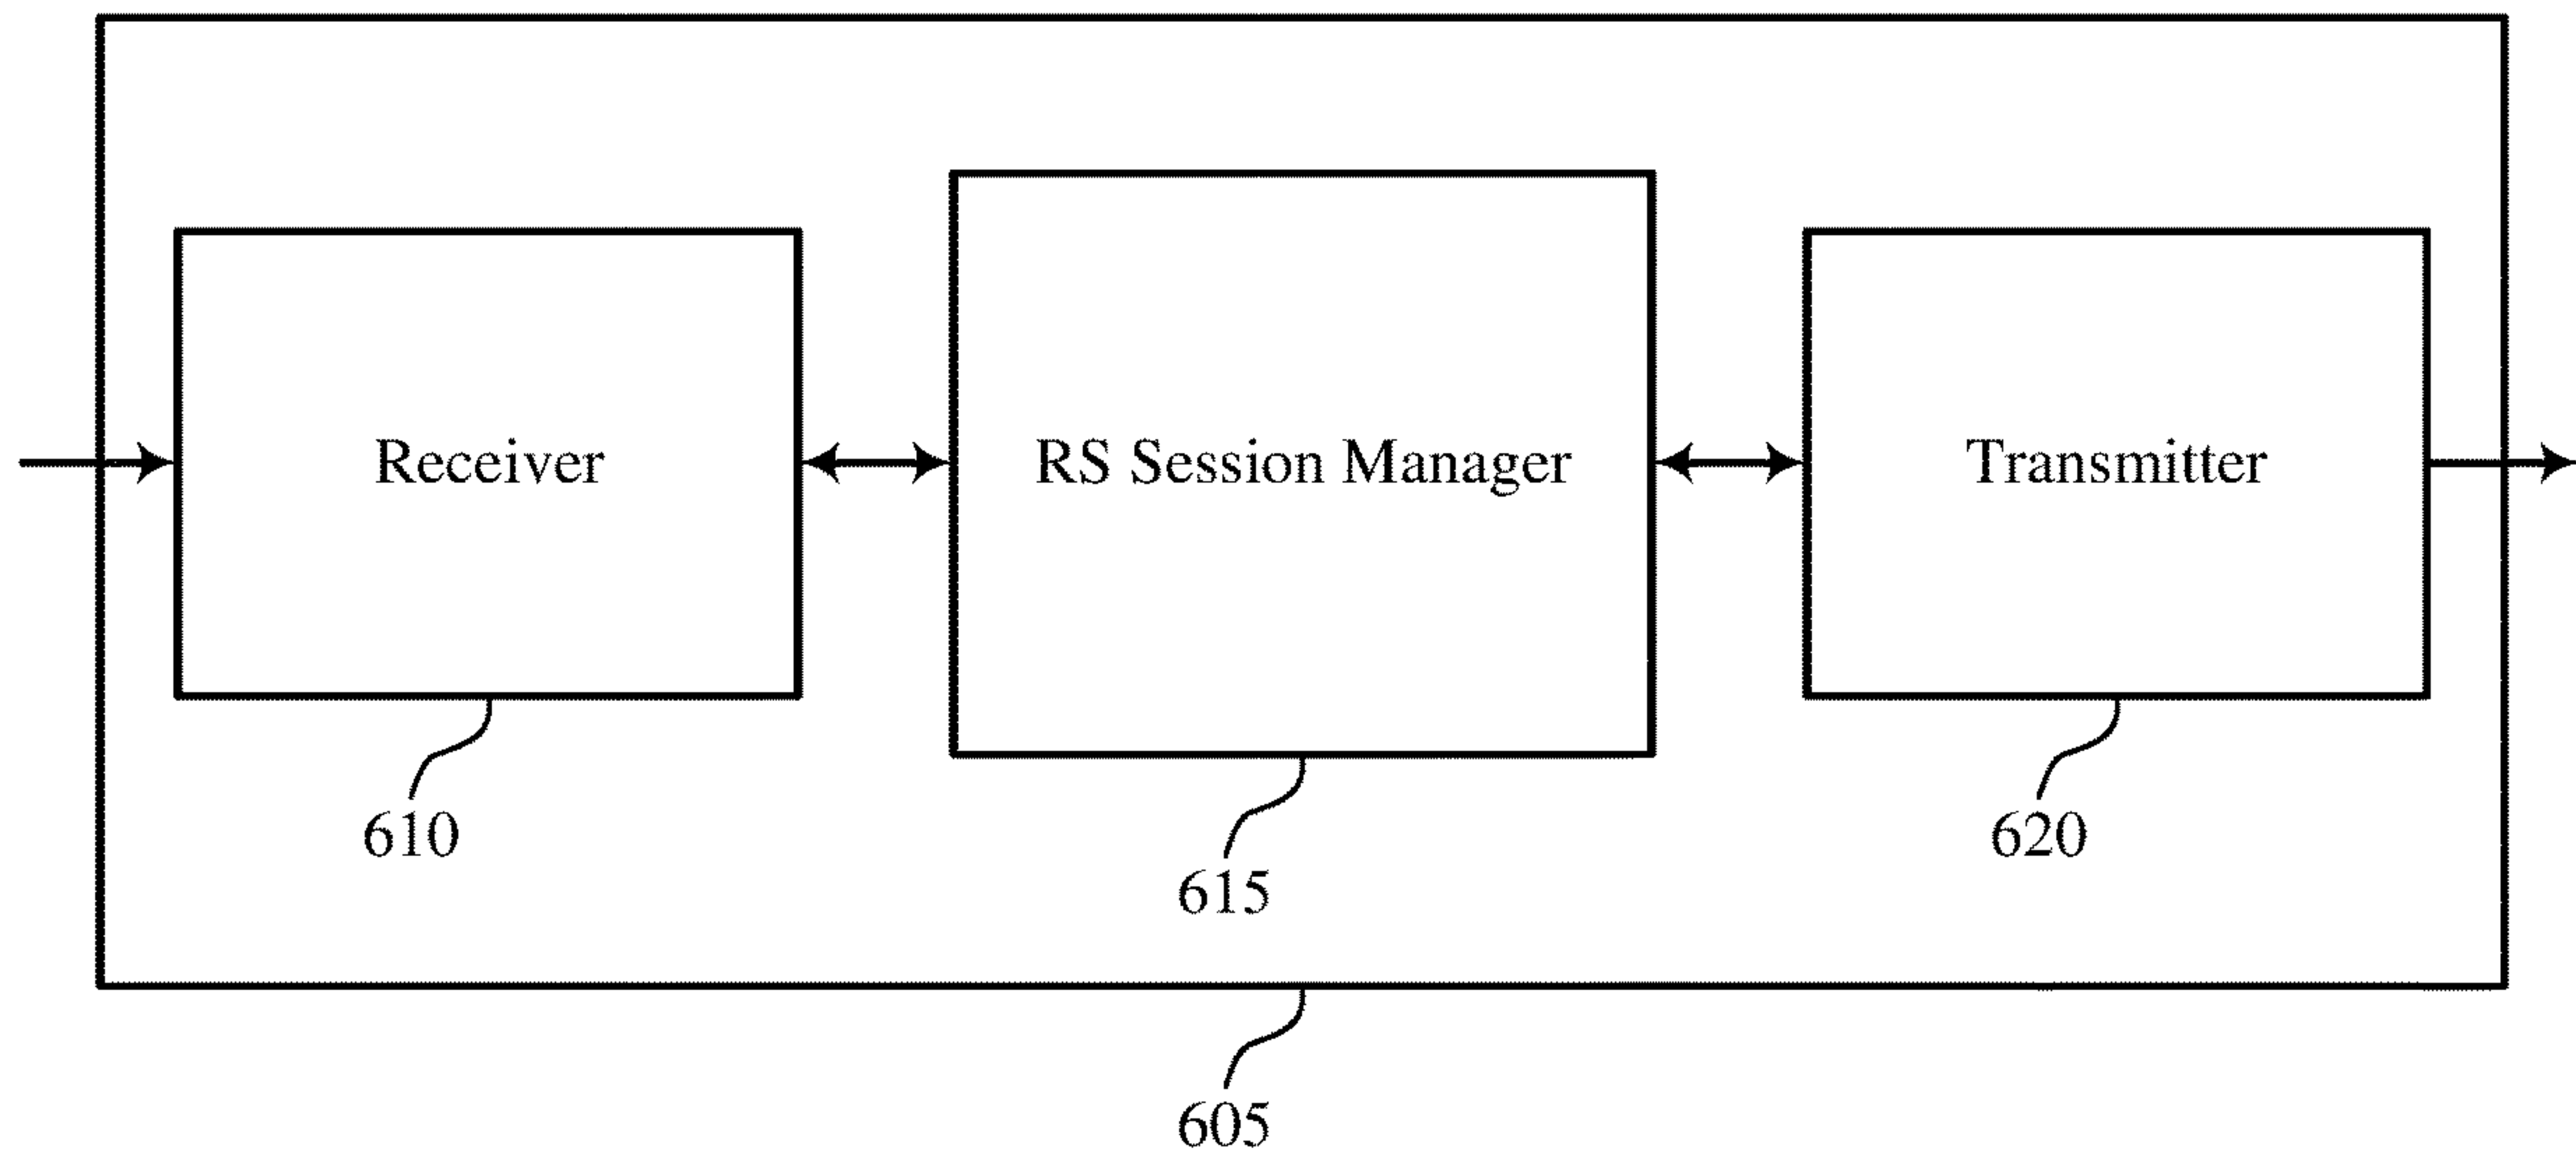 Receiver
RS Session Manager
Transmitter
610
615
620
605